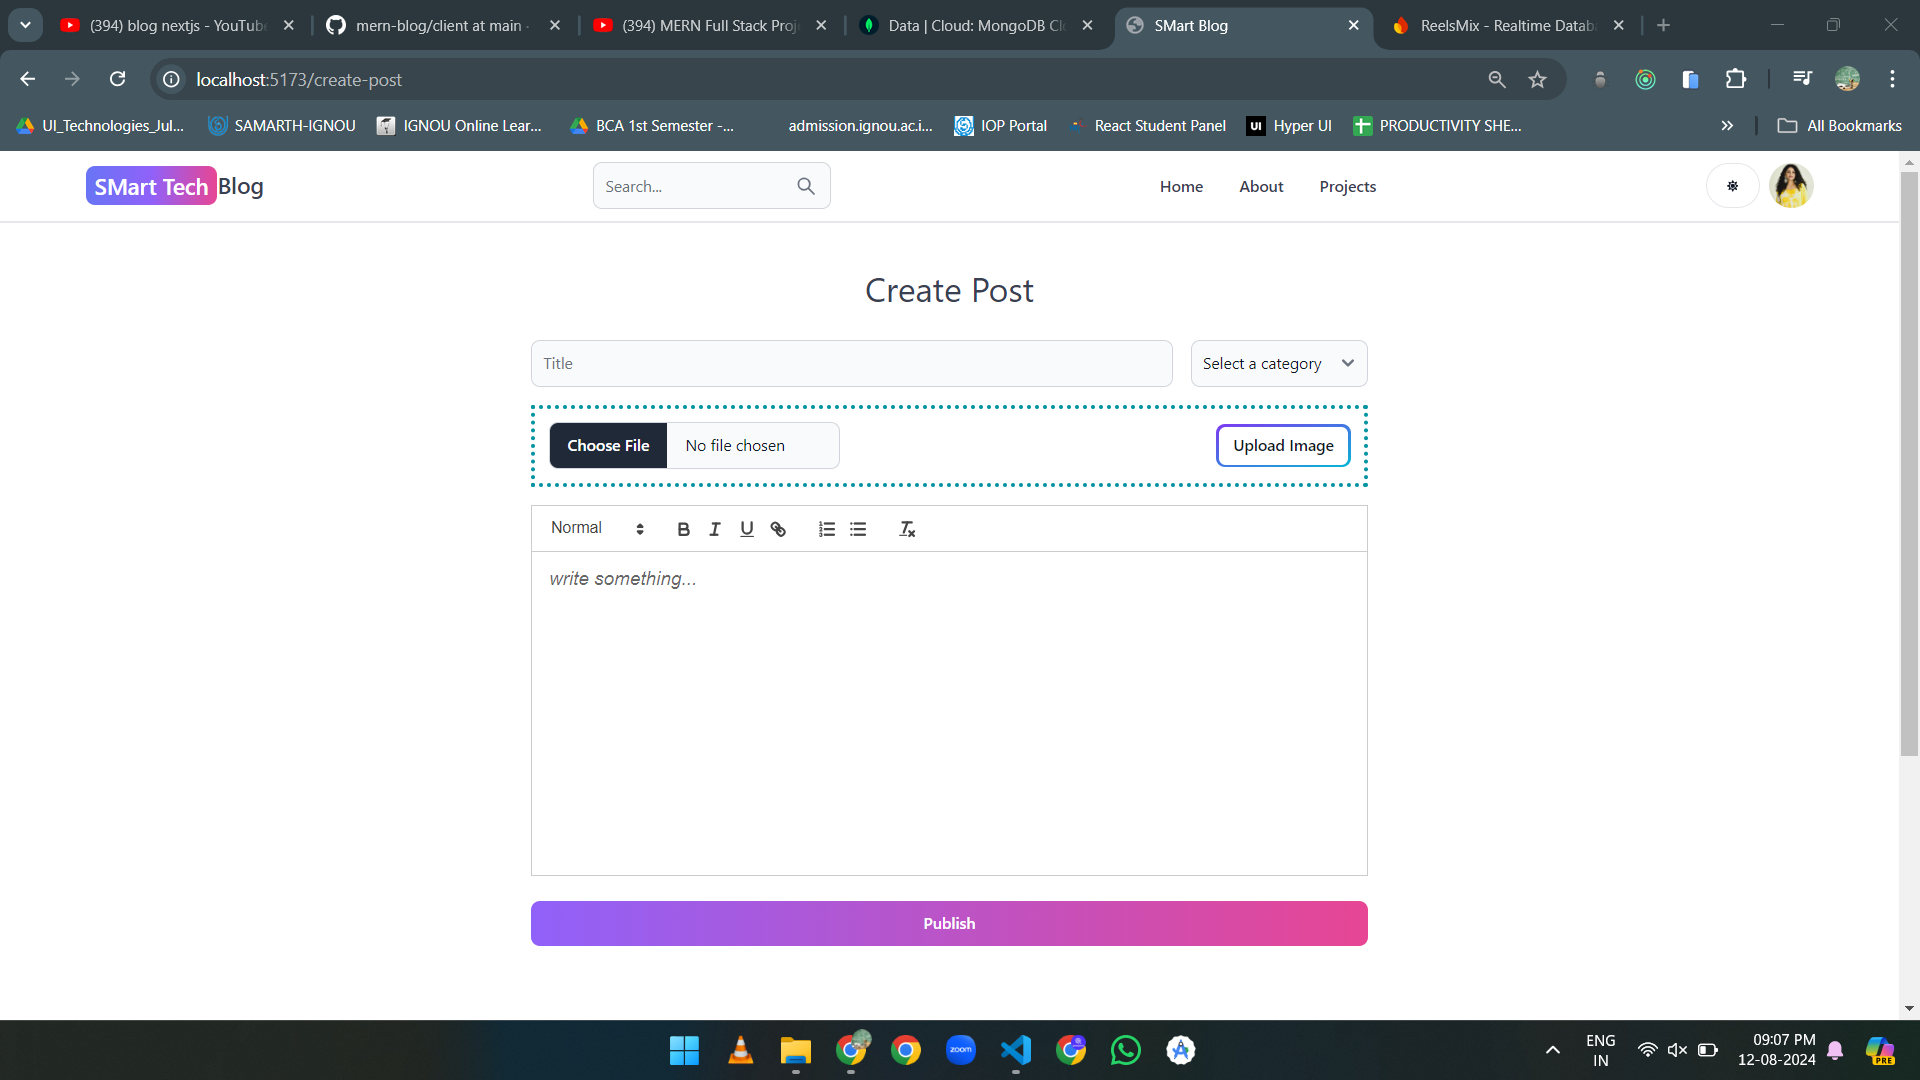 (394) blog nextjs - YouTube
mern-blog/client at main
(394) MERN Full Stack Proj
Data | Cloud: MongoDB Cl
SMart Blog
ReelsMix - Realtime Datab
localhost:5173/create-post
UI_Technologies_Jul...
SAMARTH-IGNOU
IGNOU Online Lear...
BCA 1st Semester -...
admission.ignou.ac.i...
IOP Portal
React Student Panel
UI
Hyper UI
PRODUCTIVITY SHE...
All Bookmarks
SMart Tech Blog
Search...
Home
About
Projects
Create Post
Title
Select a category
Choose File
No file chosen
Upload Image
Normal
write something...
Publish
zoom
ENG
IN
09:07 PM
12-08-2024
PRE